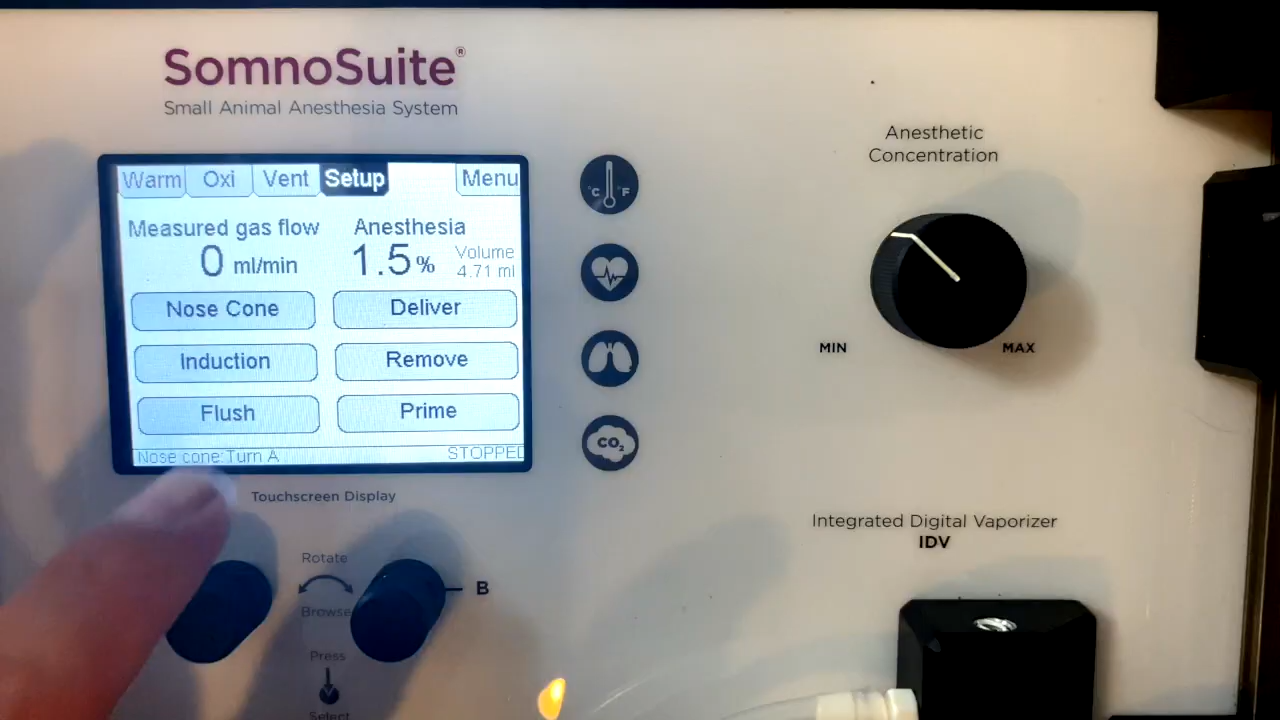 SomnoSuite®
Small Animal Anesthesia System
Warm Oxi Vent Setup Menu
Measured gas flow Anesthesia
0 ml/min 1.5% Volume
4.71 ml
Nose Cone Deliver
Induction Remove
Flush Prime
Nose cone:Turn A STOPPED
Touchscreen Display
Rotate
Browse
B
Press
Select
°C °F
CO₂
Anesthetic
Concentration
MIN MAX
Integrated Digital Vaporizer
IDV